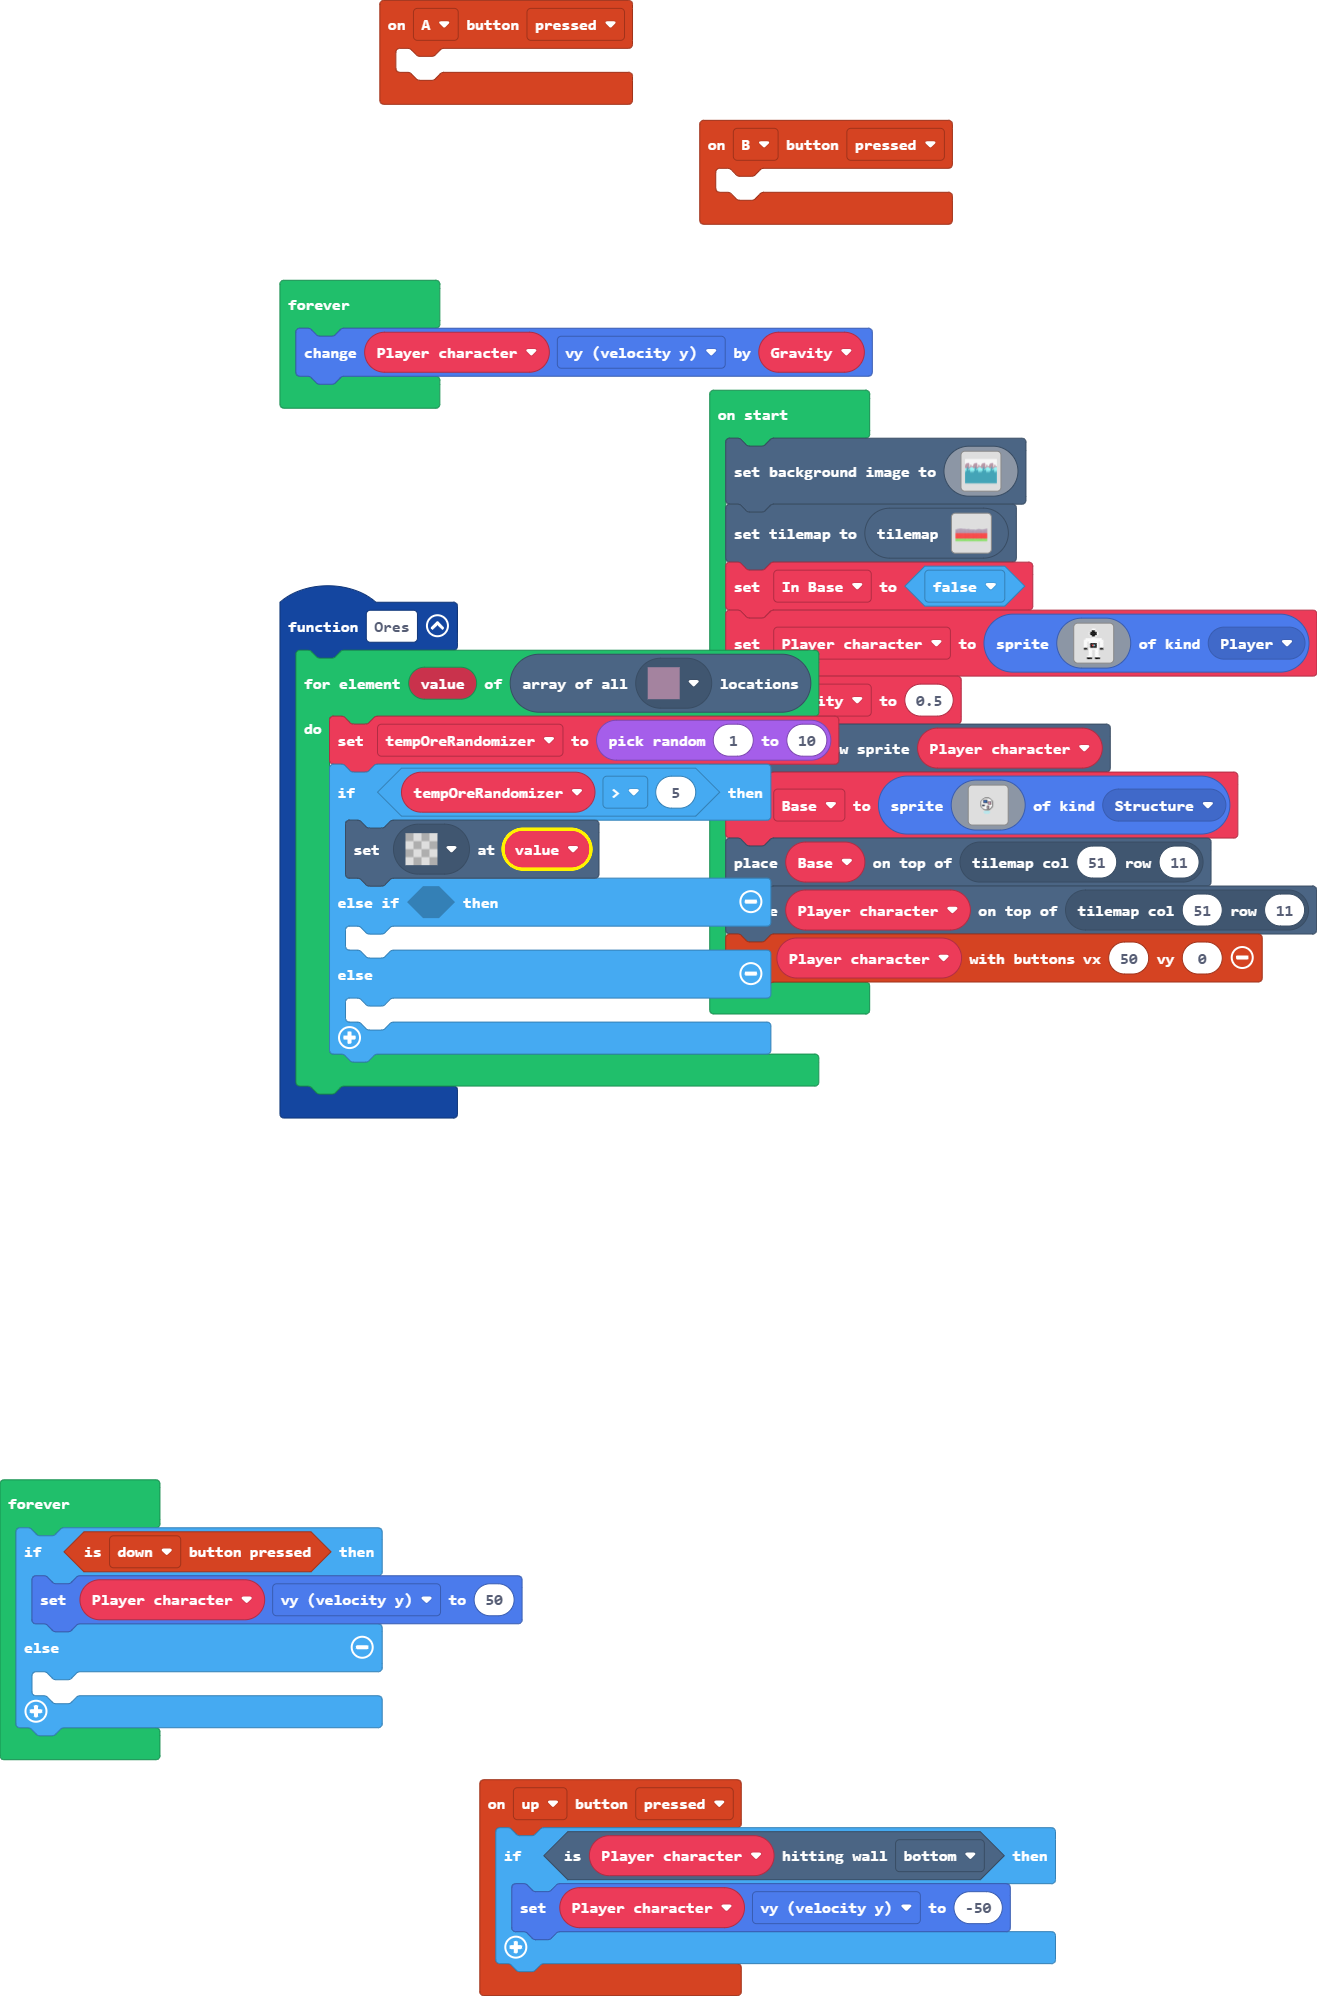 on A button pressed
on B button pressed
forever
change Player character vy (velocity y) by Gravity
on start
set background image to
set tilemap to tilemap
set In Base to false
set Player character to sprite of kind Player
ity to 0.5
w sprite Player character
Base to sprite of kind Structure
place Base on top of tilemap col 51 row 11
e Player character on top of tilemap col 51 row 11
Player character with buttons vx 50 vy 0
function Ores
for element value of array of all locations
do
set tempOreRandomizer to pick random 1 to 10
if tempOreRandomizer > 5 then
set at value
else if then
else
forever
if is down button pressed then
set Player character vy (velocity y) to 50
else
on up button pressed
if is Player character hitting wall bottom then
set Player character vy (velocity y) to -50